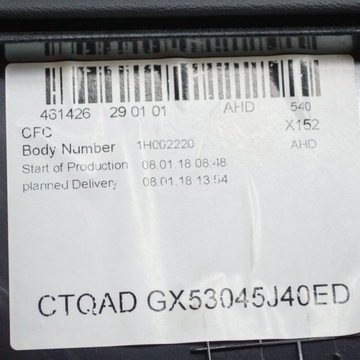 461426 29 01 01 AHD 540
CFC X152
Body Number 1H002220 AHD
Start of Production 08.01.18 08:48
planned Delivery 08.01.18 13:54
CTQAD GX53045J40ED